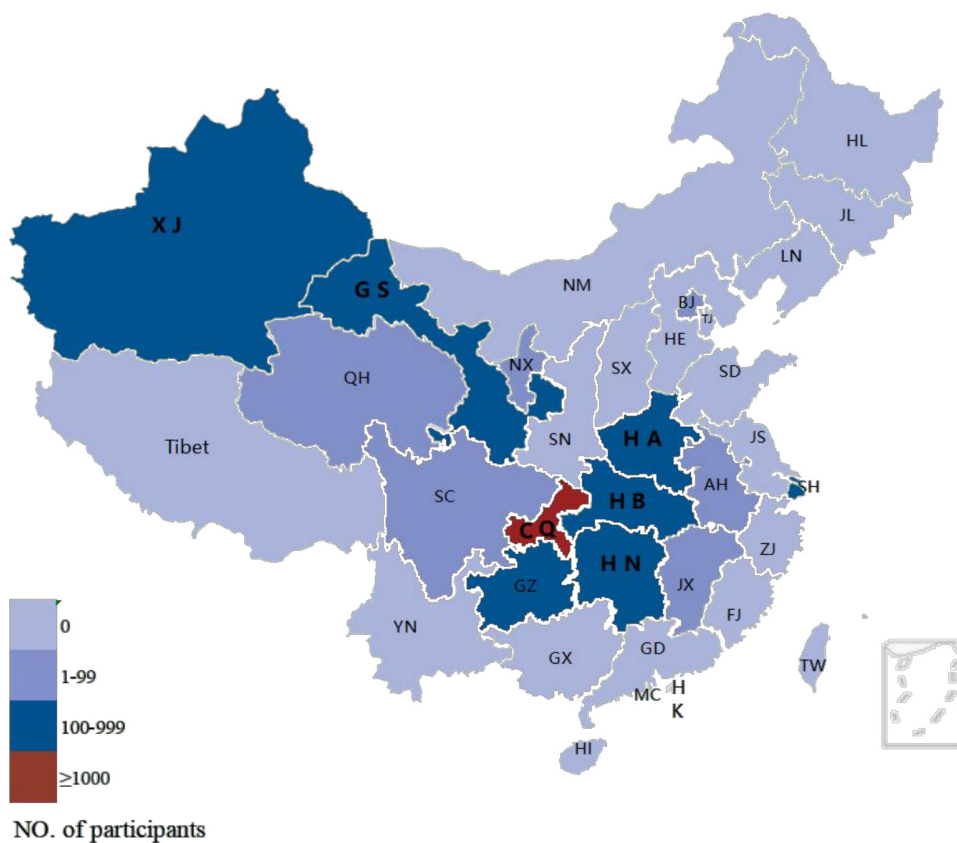 HL
X J
JL
LN
G S
NM
BJ
TJ
HE
NX
SX
SD
QH
H A
JS
Tibet
SN
SC
AH
SH
H B
C Q
ZJ
H N
GZ
JX
FJ
YN
GX
GD
TW
MC
H
K
HI
0
1-99
100-999
≥1000
NO. of participants